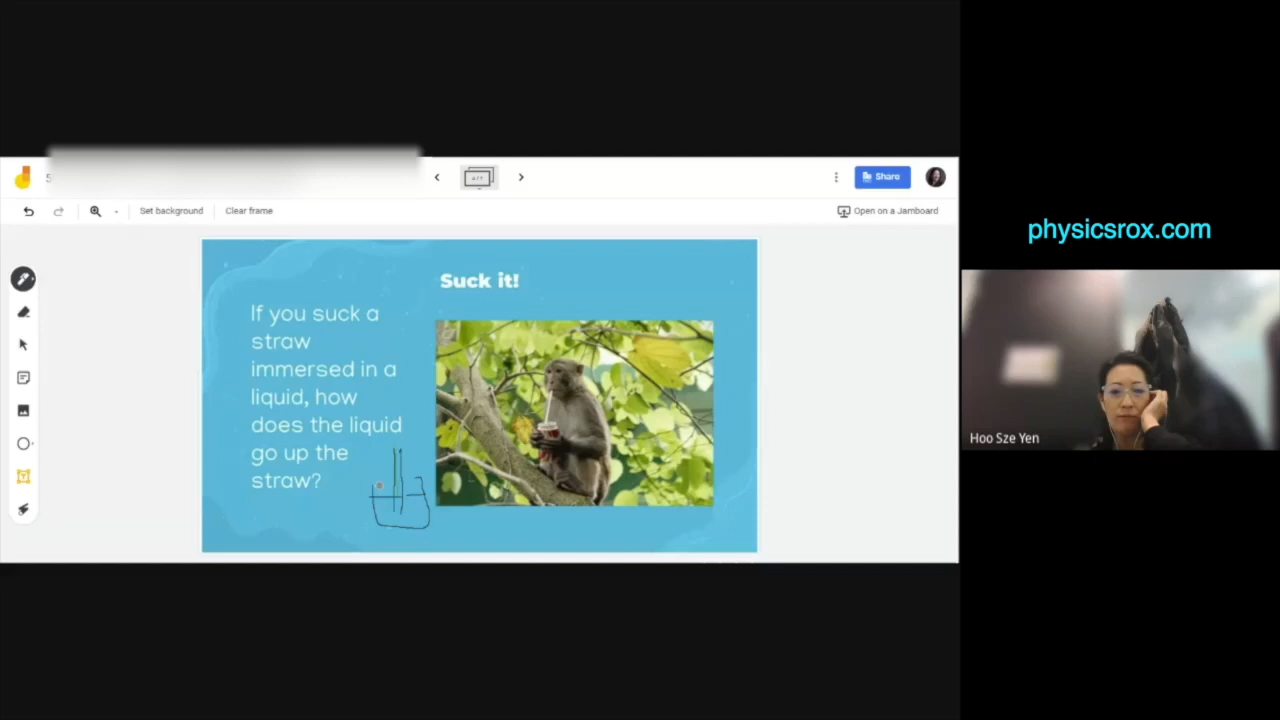 5
Share
Set background
Clear frame
Open on a Jamboard
Suck it!
If you suck a
straw
immersed in a
liquid, how
does the liquid
go up the
straw?
physicsrox.com
Hoo Sze Yen